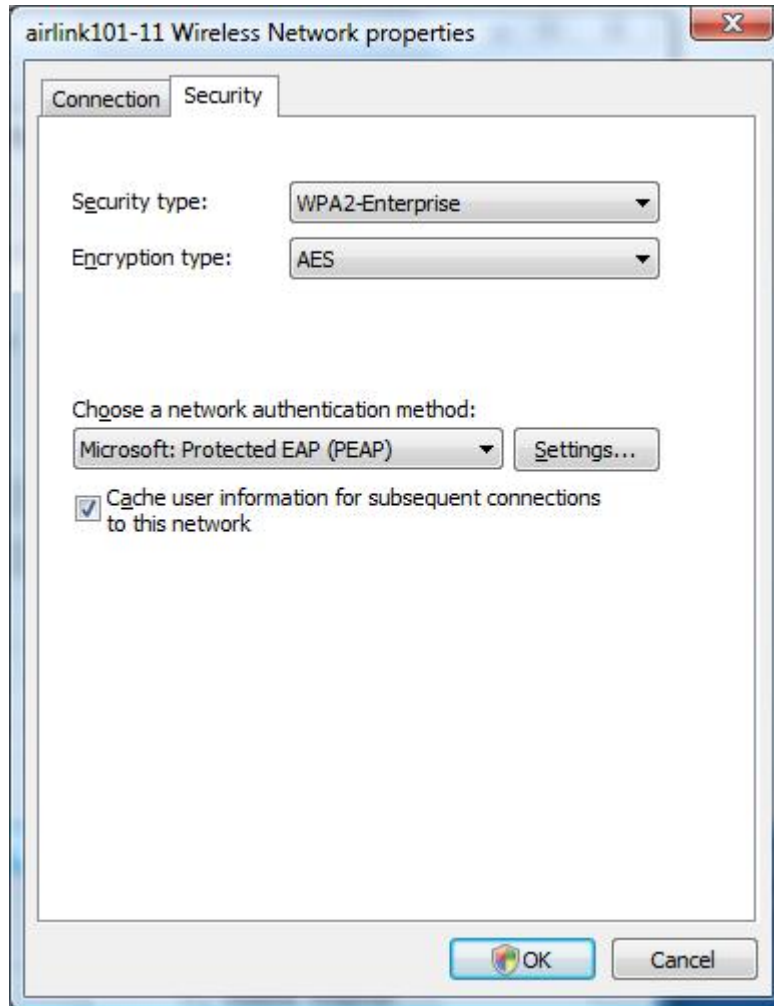 airlink101-11 Wireless Network properties
Connection Security
Security type: WPA2-Enterprise
Encryption type: AES
Choose a network authentication method:
Microsoft: Protected EAP (PEAP) Settings...
Cache user information for subsequent connections
to this network
OK Cancel